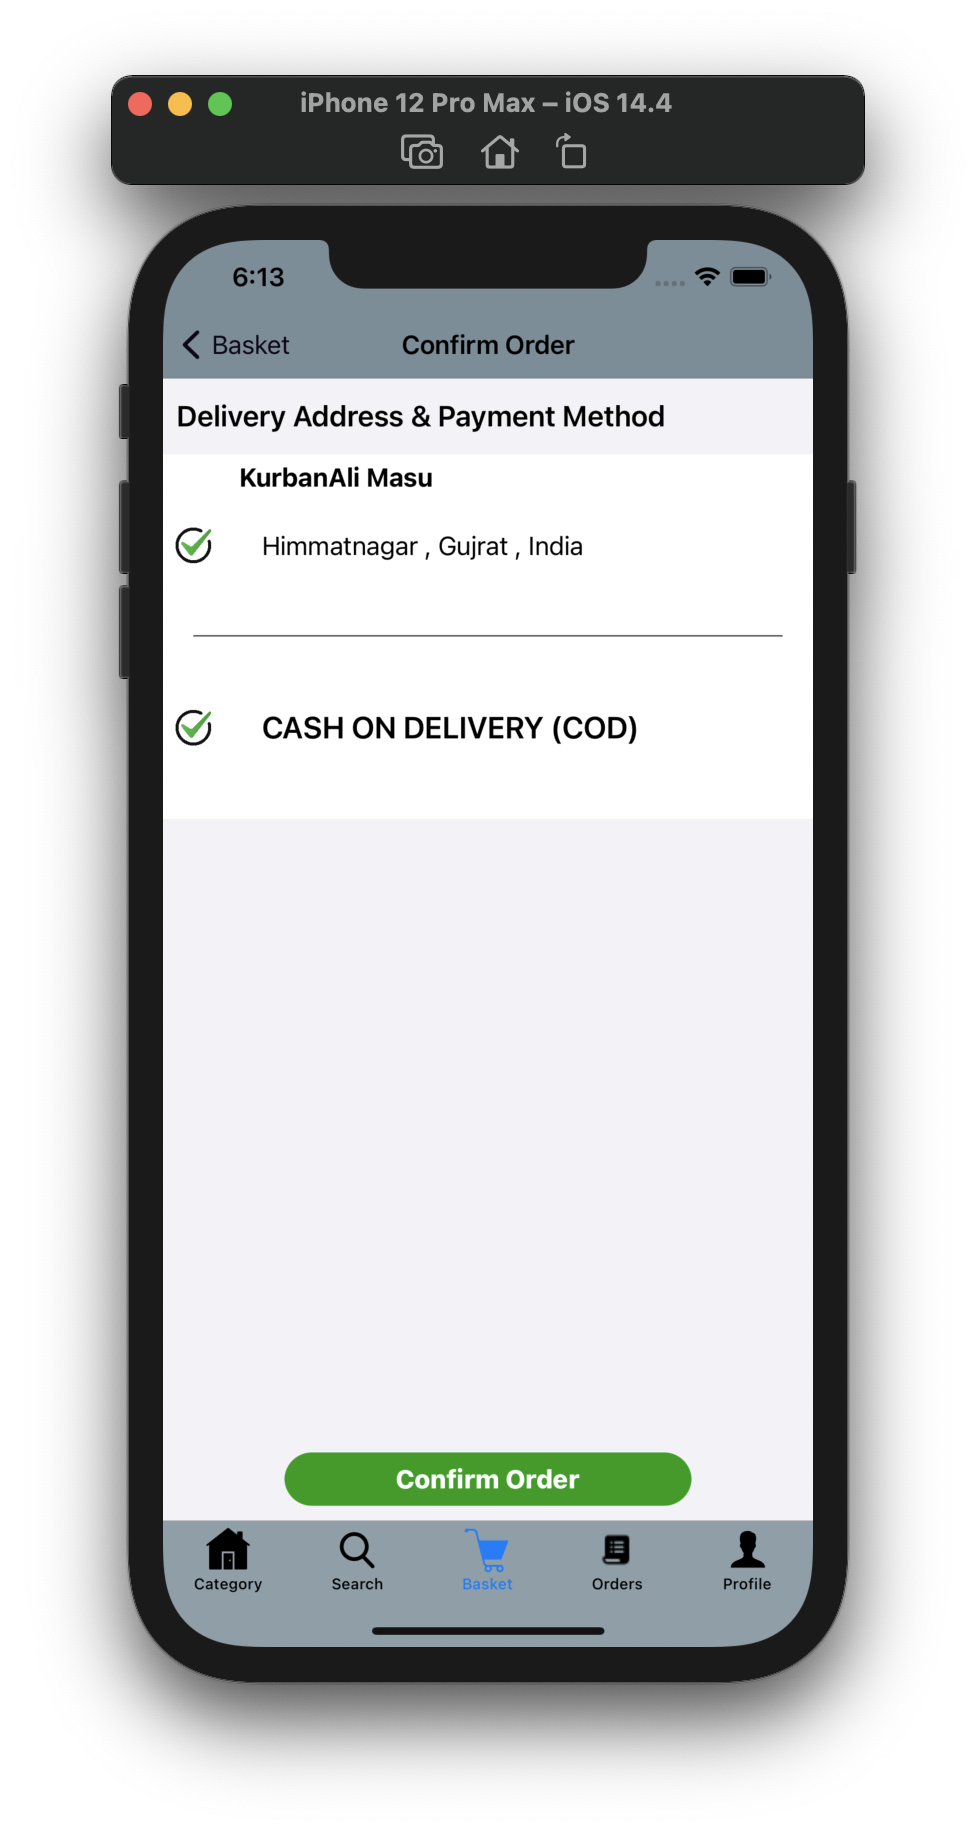 iPhone 12 Pro Max – iOS 14.4
6:13
Basket
Confirm Order
Delivery Address & Payment Method
KurbanAli Masu
Himmatnagar , Gujrat , India
CASH ON DELIVERY (COD)
Confirm Order
Category
Search
Basket
Orders
Profile